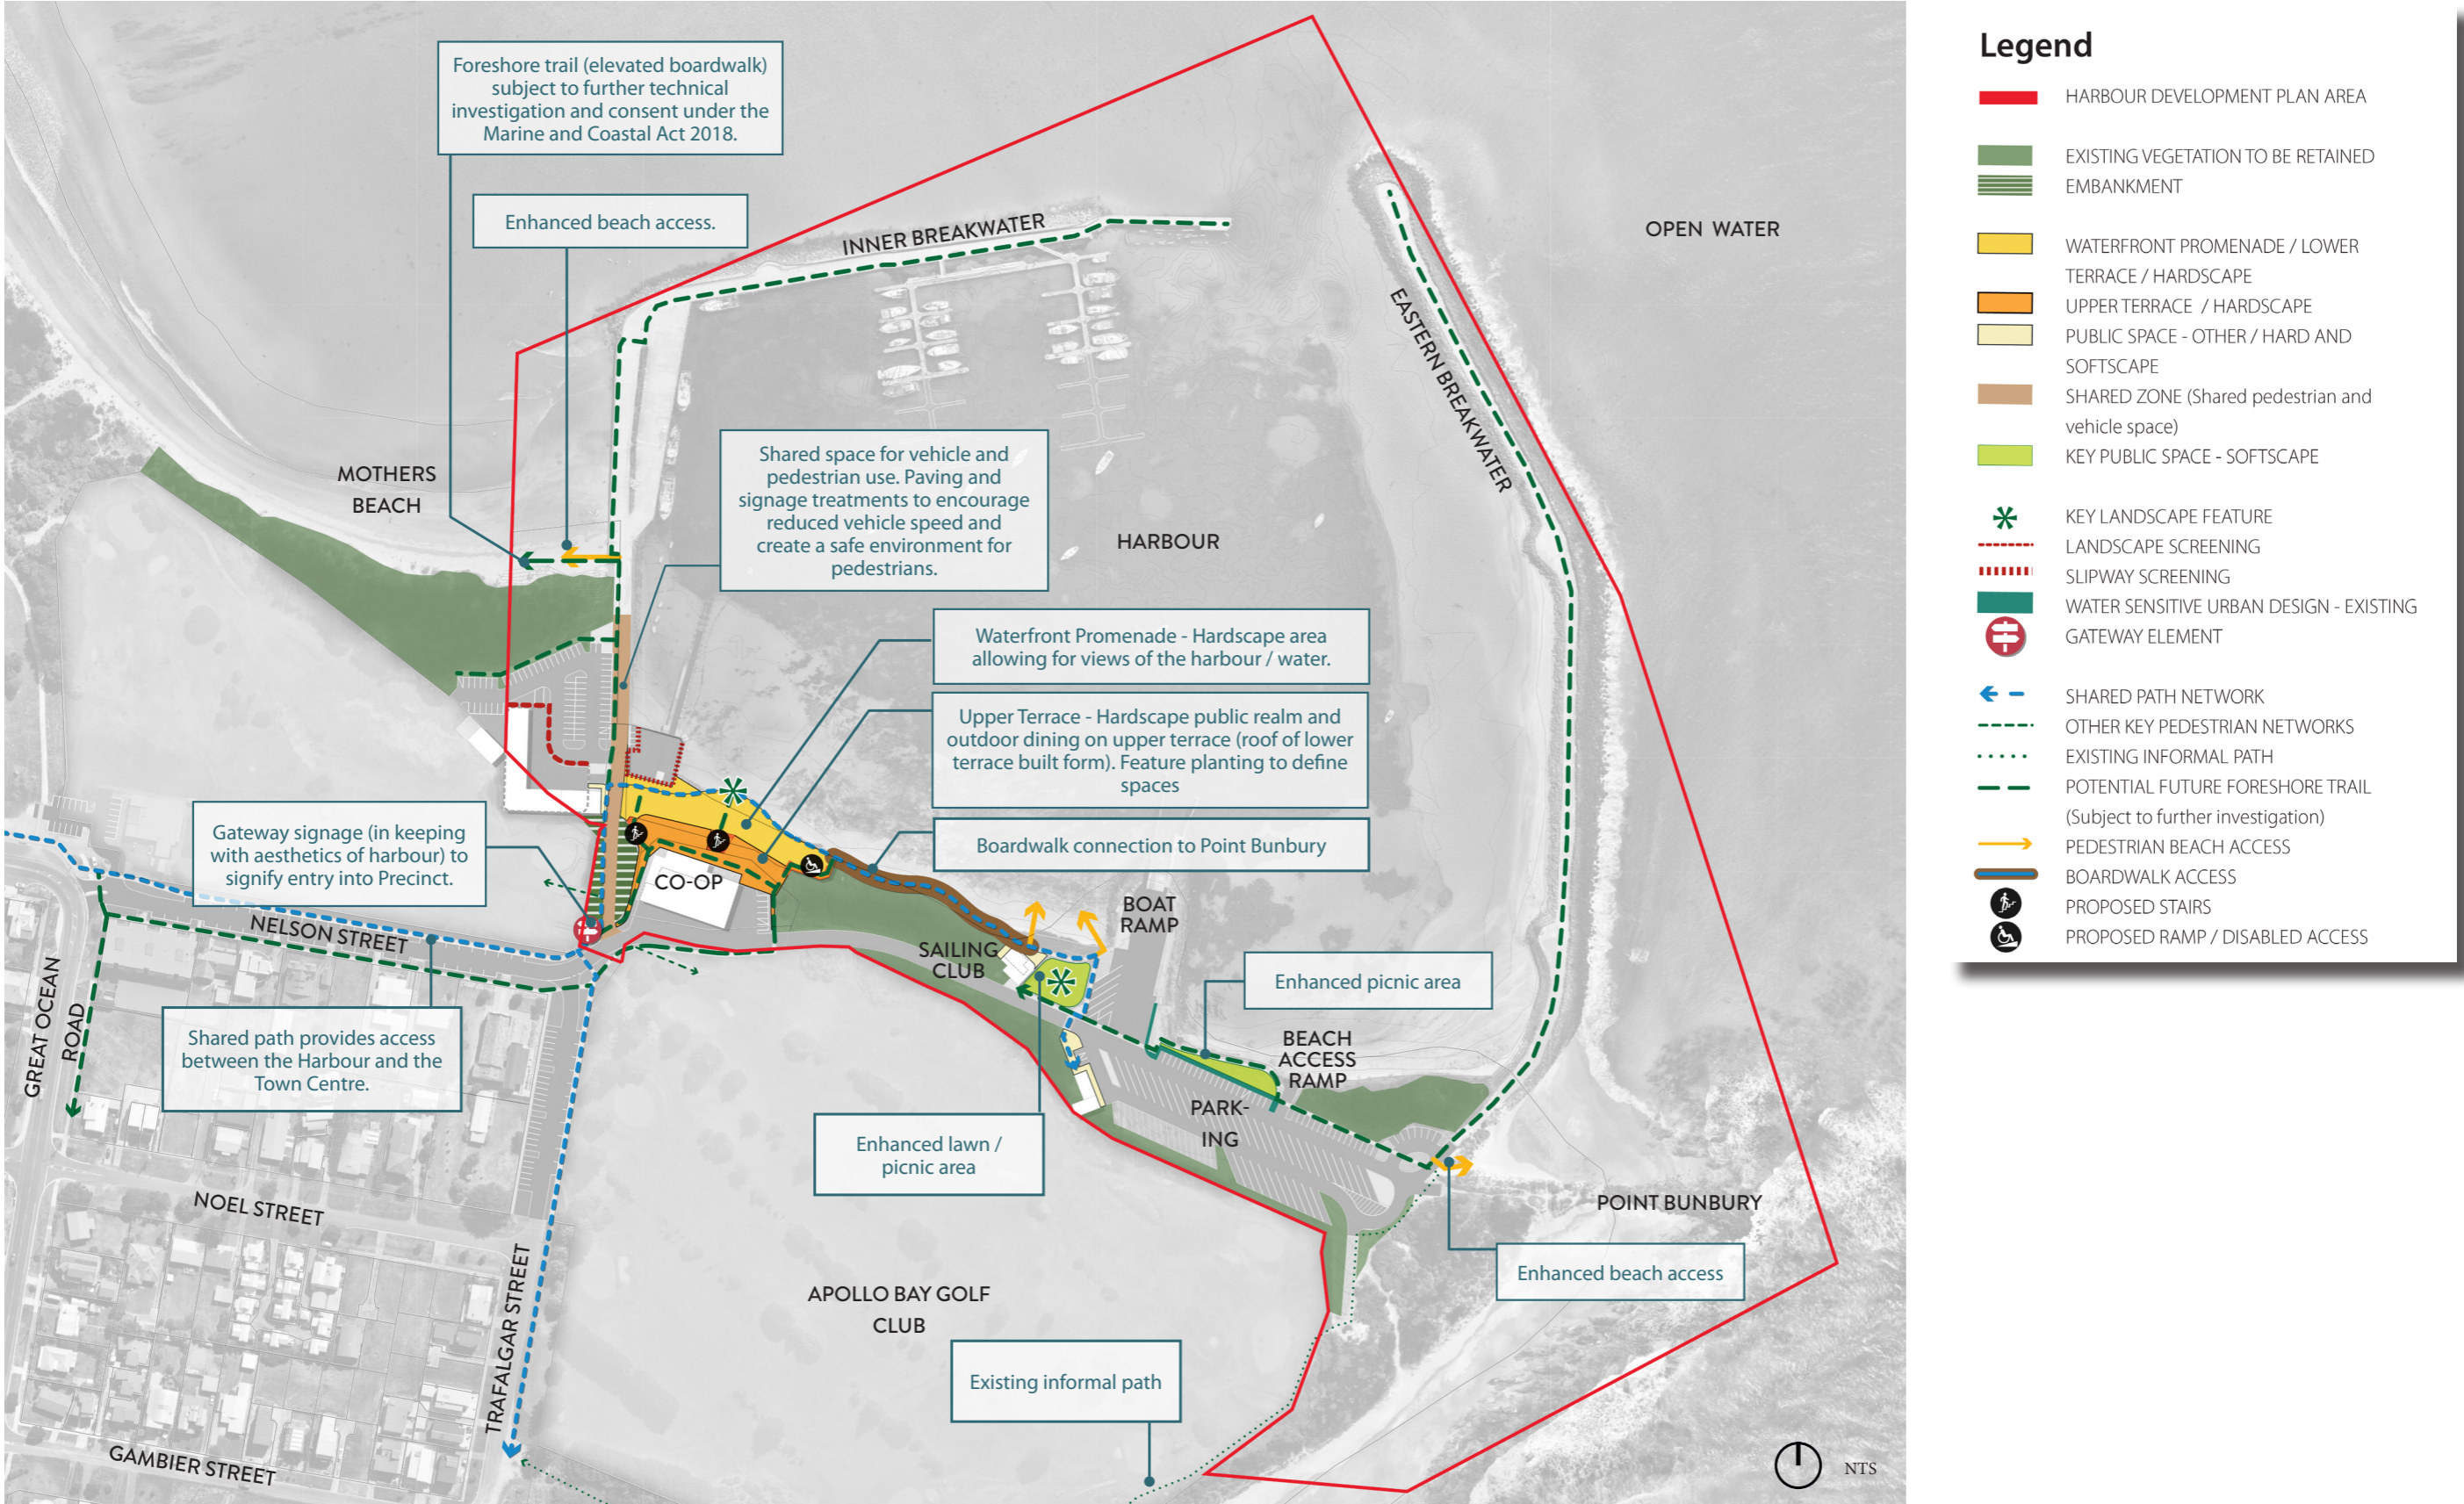 Foreshore trail (elevated boardwalk)
subject to further technical
investigation and consent under the
Marine and Coastal Act 2018.
Enhanced beach access.
INNER BREAKWATER
OPEN WATER
EASTERN BREAKWATER
MOTHERS
BEACH
Shared space for vehicle and
pedestrian use. Paving and
signage treatments to encourage
reduced vehicle speed and
create a safe environment for
pedestrians.
HARBOUR
Waterfront Promenade - Hardscape area
allowing for views of the harbour / water.
Upper Terrace - Hardscape public realm and
outdoor dining on upper terrace (roof of lower
terrace built form). Feature planting to define
spaces
Boardwalk connection to Point Bunbury
Gateway signage (in keeping
with aesthetics of harbour) to
signify entry into Precinct.
CO-OP
NELSON STREET
SAILING
CLUB
BOAT
RAMP
GREAT OCEAN
ROAD
Shared path provides access
between the Harbour and the
Town Centre.
Enhanced picnic area
BEACH
ACCESS
RAMP
PARK-
ING
Enhanced lawn /
picnic area
NOEL STREET
POINT BUNBURY
TRAFALGAR STREET
Enhanced beach access
APOLLO BAY GOLF
CLUB
Existing informal path
GAMBIER STREET
NTS
Legend
HARBOUR DEVELOPMENT PLAN AREA
EXISTING VEGETATION TO BE RETAINED
EMBANKMENT
WATERFRONT PROMENADE / LOWER
TERRACE / HARDSCAPE
UPPER TERRACE / HARDSCAPE
PUBLIC SPACE - OTHER / HARD AND
SOFTSCAPE
SHARED ZONE (Shared pedestrian and
vehicle space)
KEY PUBLIC SPACE - SOFTSCAPE
KEY LANDSCAPE FEATURE
LANDSCAPE SCREENING
SLIPWAY SCREENING
WATER SENSITIVE URBAN DESIGN - EXISTING
GATEWAY ELEMENT
SHARED PATH NETWORK
OTHER KEY PEDESTRIAN NETWORKS
EXISTING INFORMAL PATH
POTENTIAL FUTURE FORESHORE TRAIL
(Subject to further investigation)
PEDESTRIAN BEACH ACCESS
BOARDWALK ACCESS
PROPOSED STAIRS
PROPOSED RAMP / DISABLED ACCESS